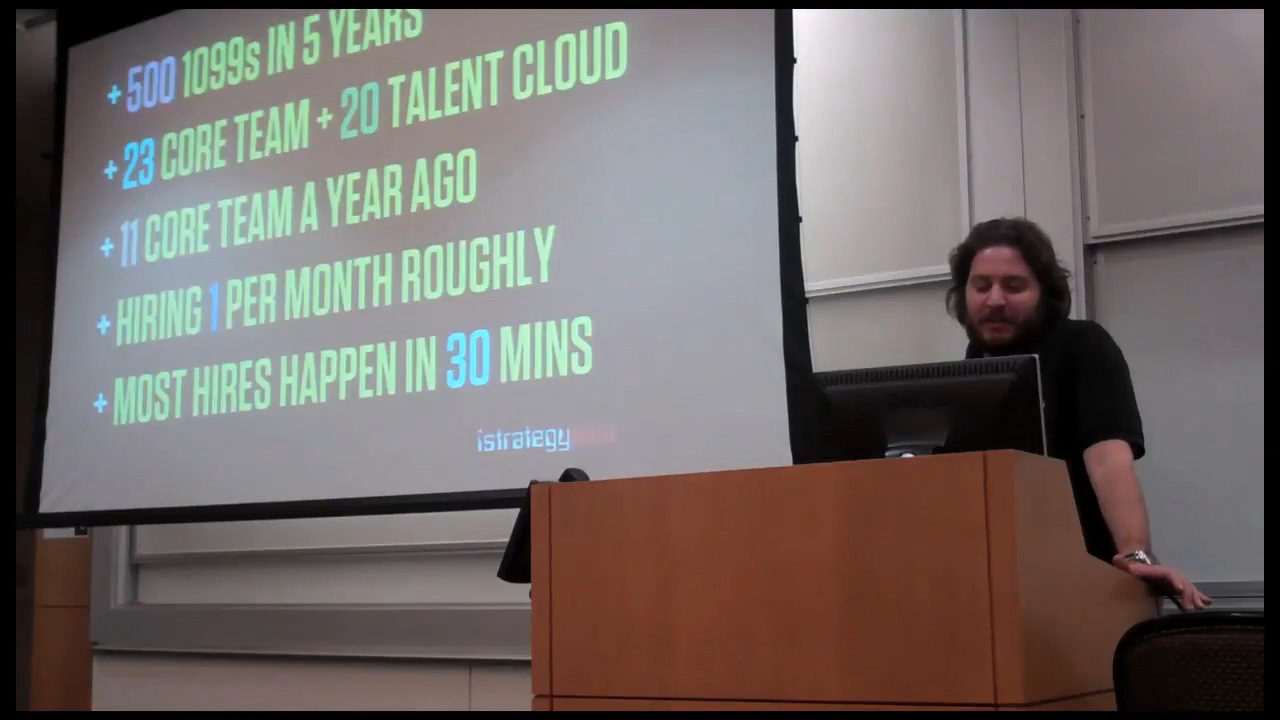 + 500 1099s IN 5 YEARS
+ 23 CORE TEAM + 20 TALENT CLOUD
+ 11 CORE TEAM A YEAR AGO
+ HIRING 1 PER MONTH ROUGHLY
+ MOST HIRES HAPPEN IN 30 MINS
istrategy